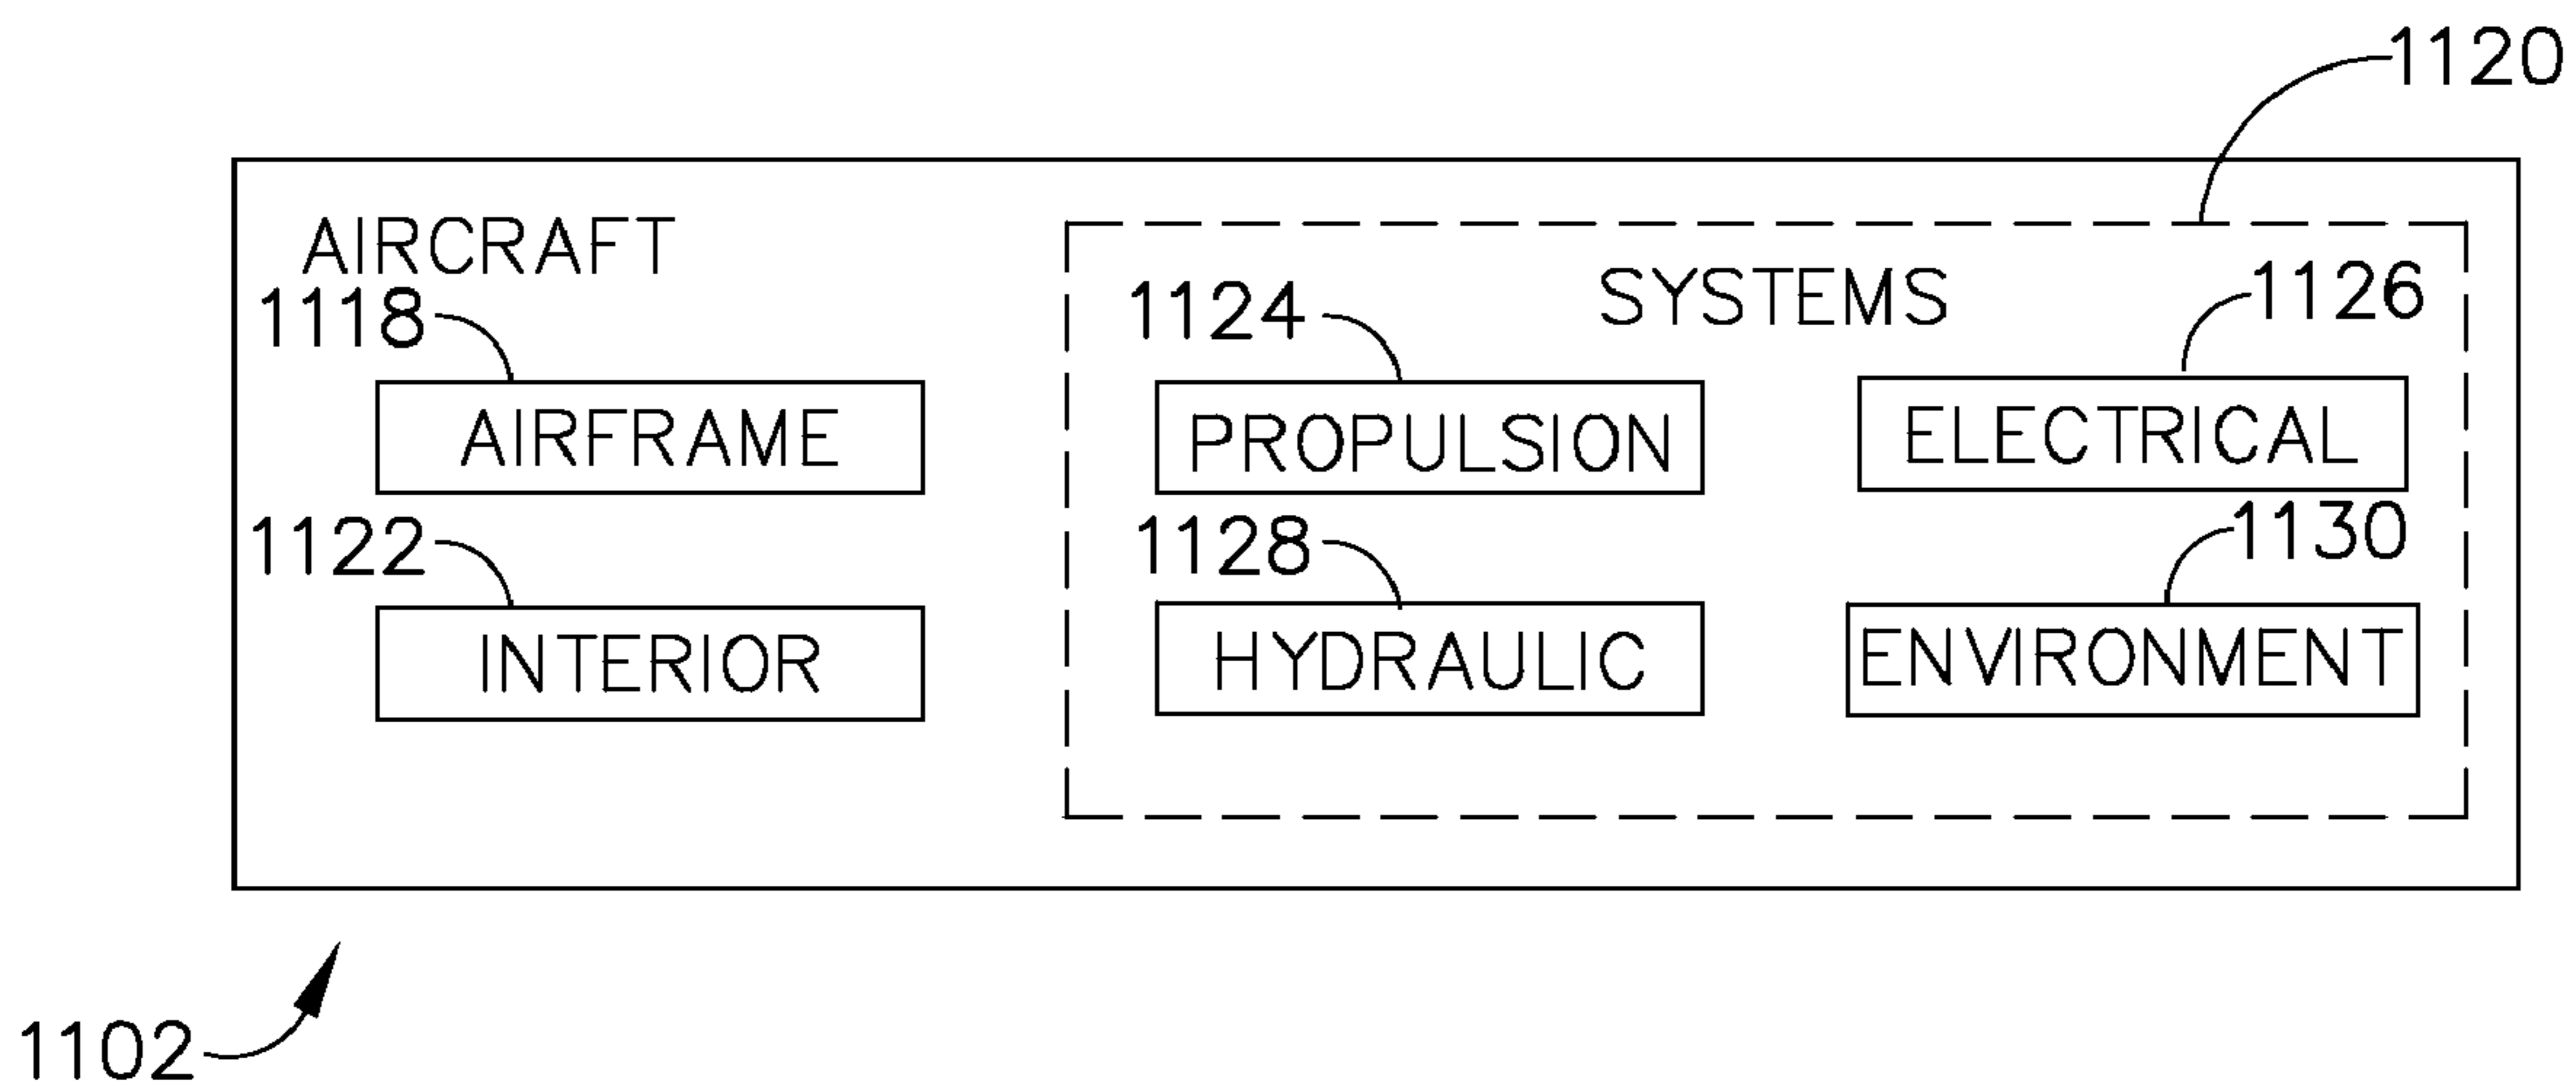 1120
AIRCRAFT
SYSTEMS
1118
1124
1126
AIRFRAME
PROPULSION
ELECTRICAL
1122
1128
1130
INTERIOR
HYDRAULIC
ENVIRONMENT
1102